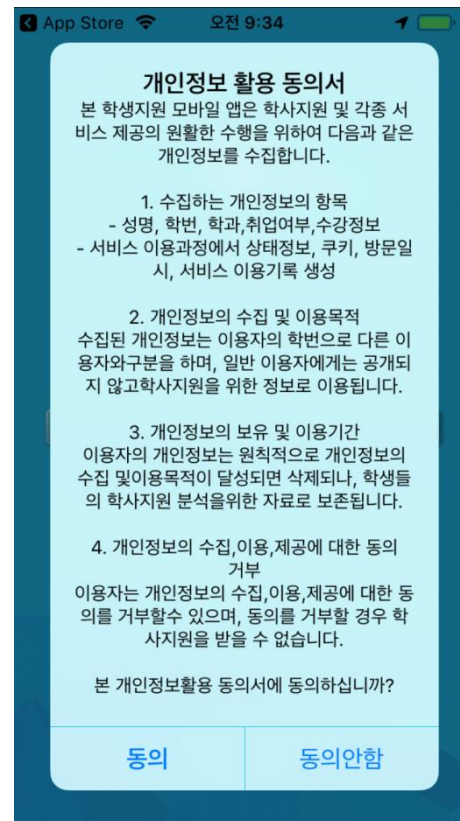 App Store 오전 9:34
개인정보 활용 동의서
본 학생지원 모바일 앱은 학사지원 및 각종 서
비스 제공의 원활한 수행을 위하여 다음과 같은
개인정보를 수집합니다.
1. 수집하는 개인정보의 항목
- 성명, 학번, 학과,취업여부,수강정보
- 서비스 이용과정에서 상태정보, 쿠키, 방문일
시, 서비스 이용기록 생성
2. 개인정보의 수집 및 이용목적
수집된 개인정보는 이용자의 학번으로 다른 이
용자와구분을 하며, 일반 이용자에게는 공개되
지 않고학사지원을 위한 정보로 이용됩니다.
3. 개인정보의 보유 및 이용기간
이용자의 개인정보는 원칙적으로 개인정보의
수집 및이용목적이 달성되면 삭제되나, 학생들
의 학사지원 분석을위한 자료로 보존됩니다.
4. 개인정보의 수집,이용,제공에 대한 동의
거부
이용자는 개인정보의 수집,이용,제공에 대한 동
의를 거부할수 있으며, 동의를 거부할 경우 학
사지원을 받을 수 없습니다.
본 개인정보활용 동의서에 동의하십니까?
동의 동의안함